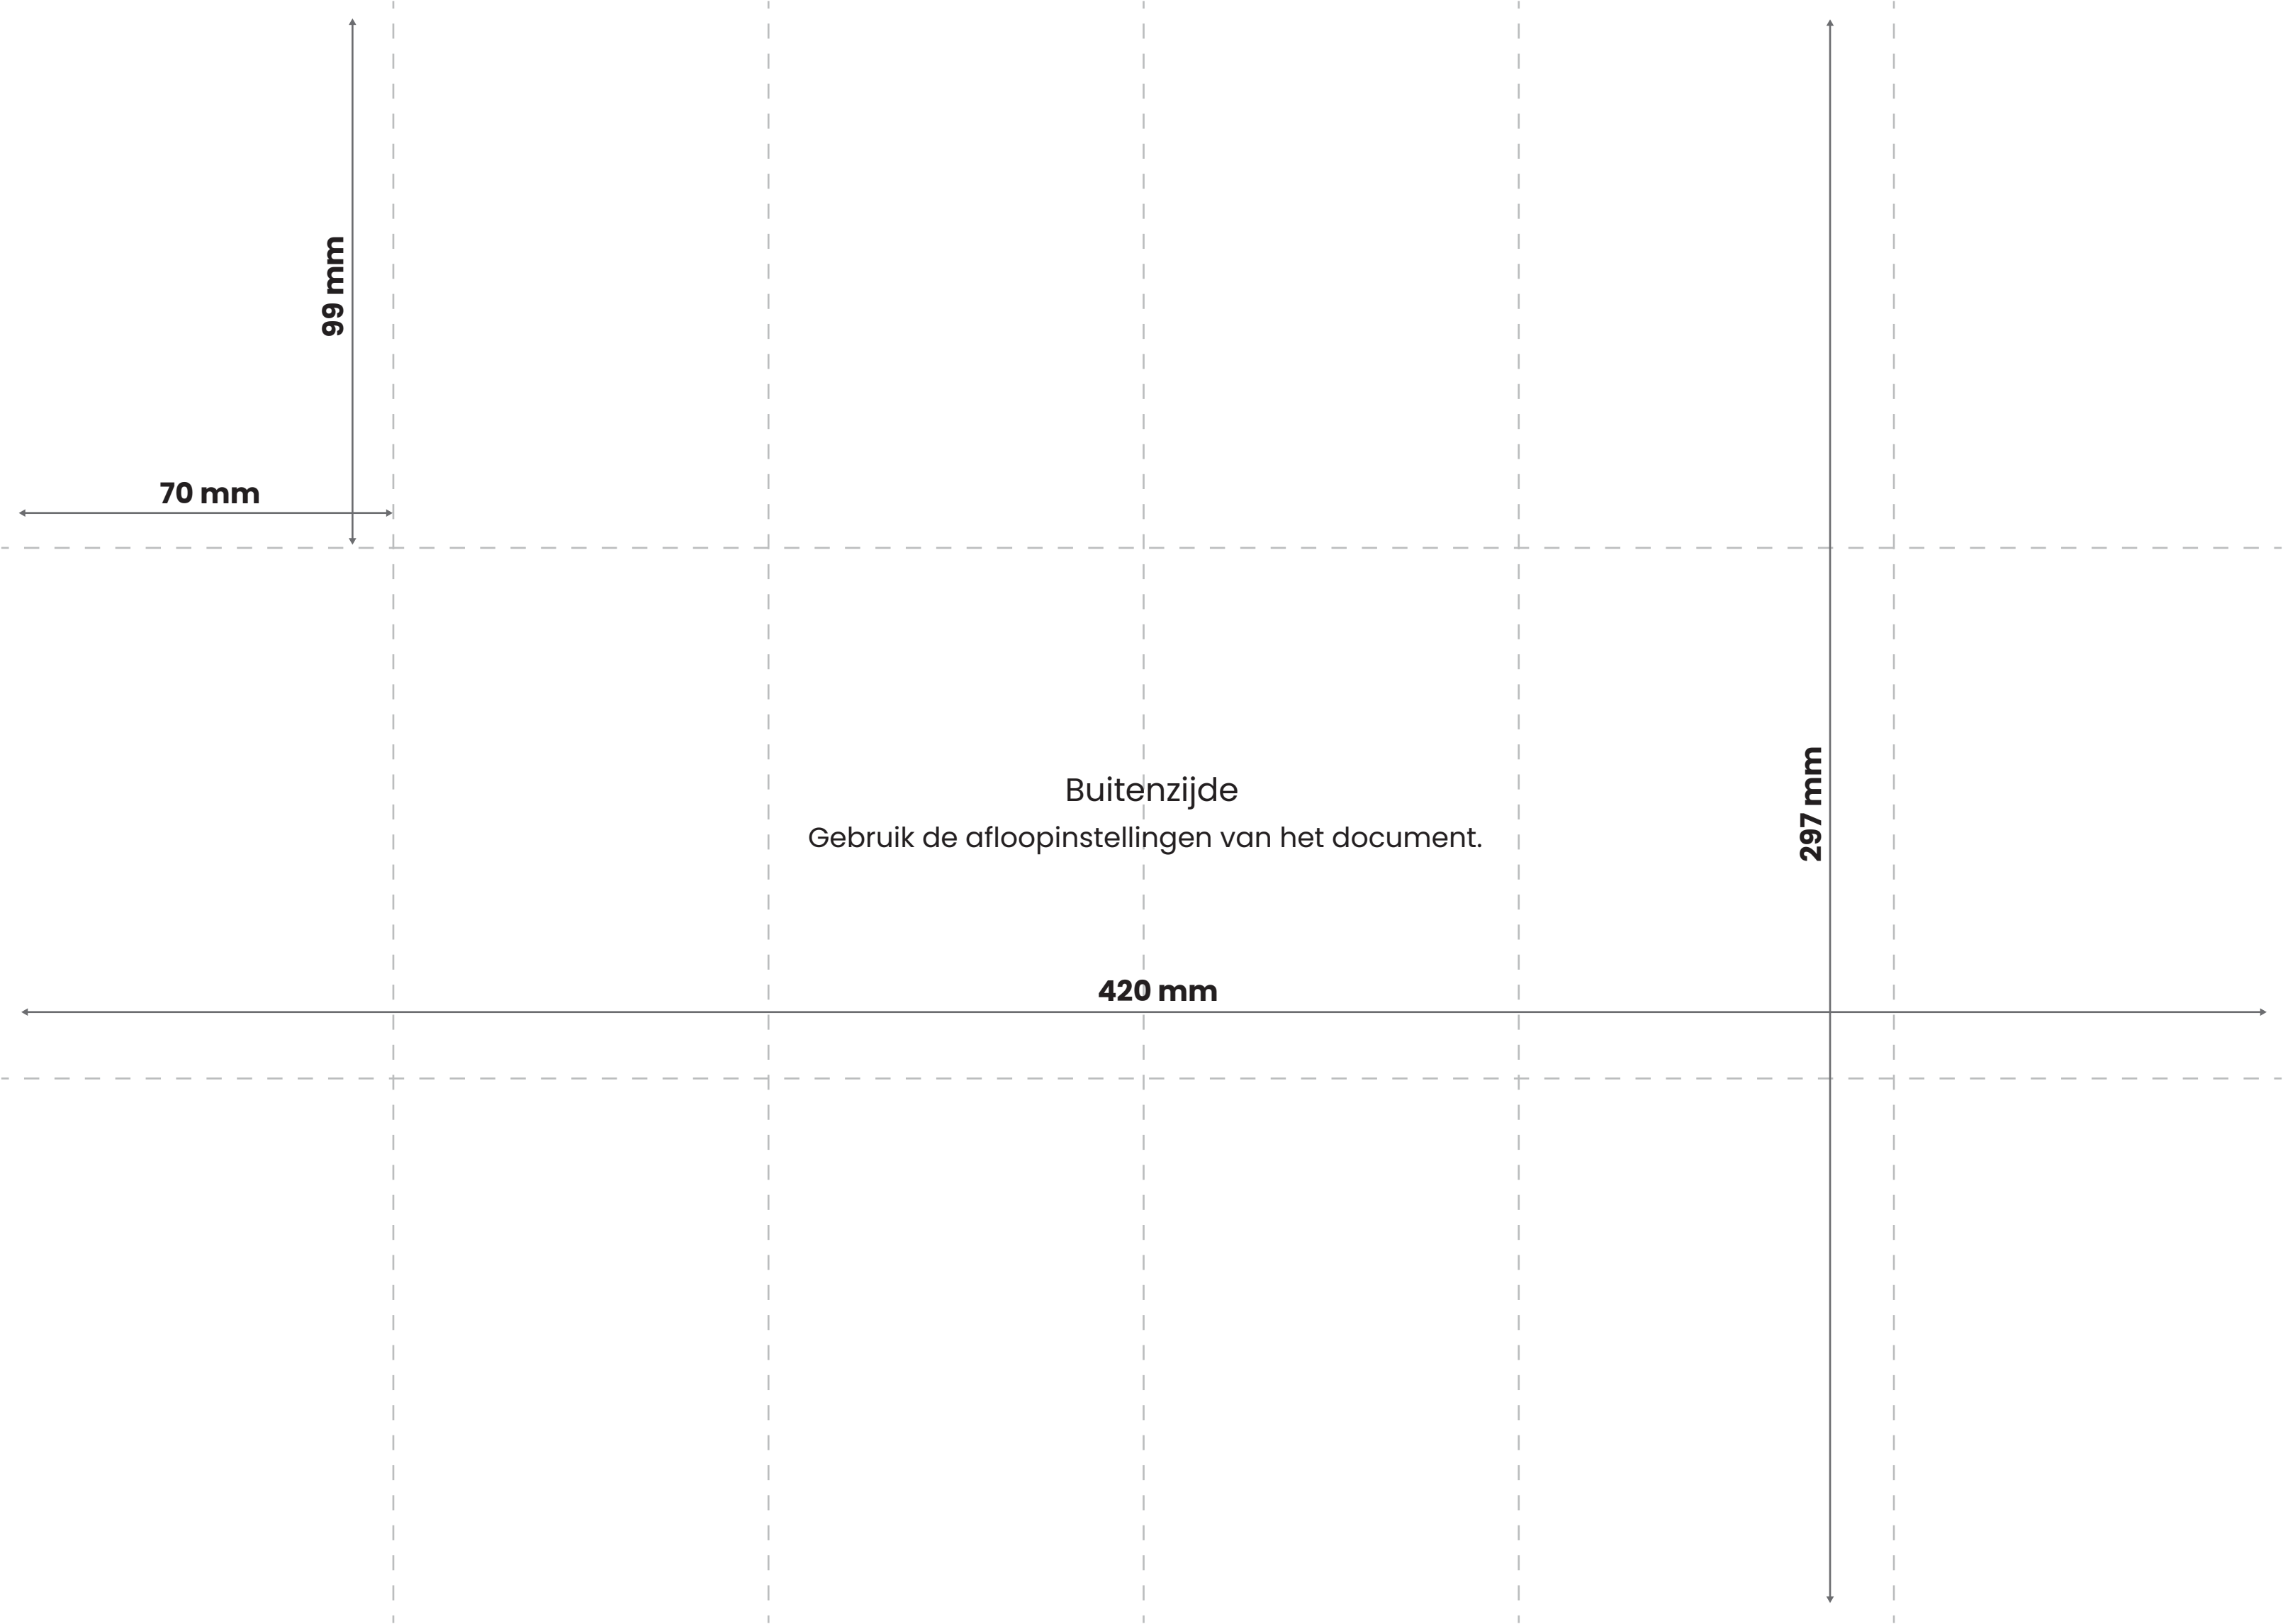 99 mm
70 mm
Buitenzijde
Gebruik de afloopinstellingen van het document.
297 mm
420 mm